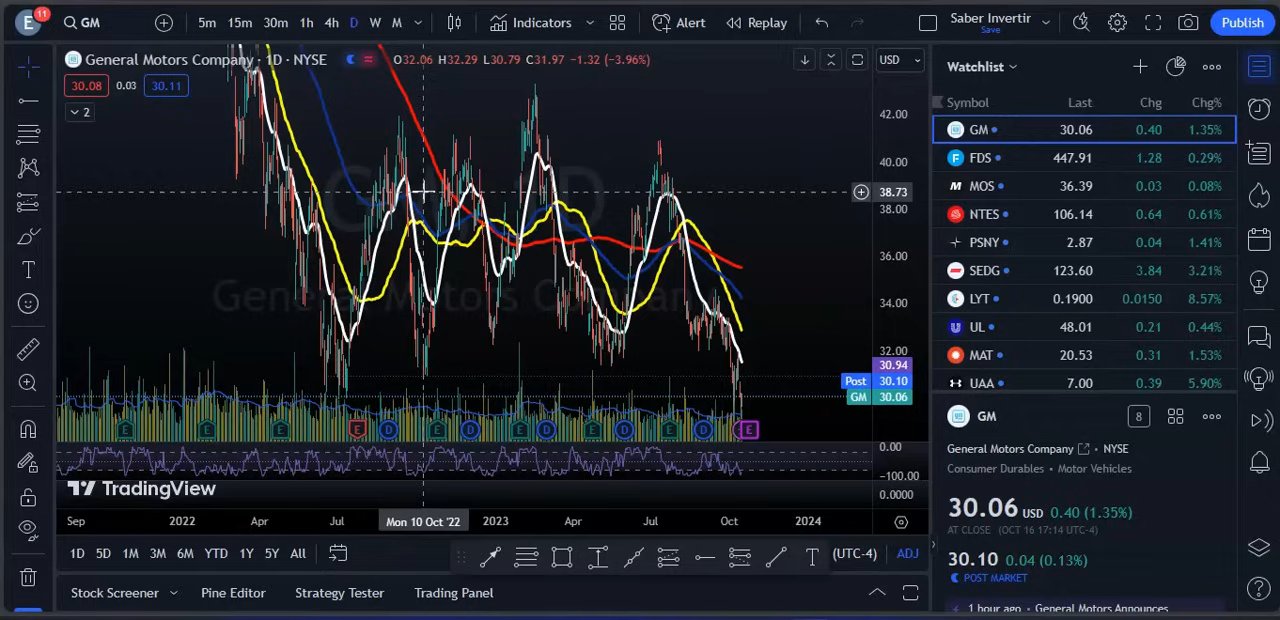 E 11 GM 5m 15m 30m 1h 4h D W M Indicators Alert Replay Saber Invertir Save Publish
General Motors Company · 1D · NYSE O32.06 H32.29 L30.79 C31.97 −1.32 (−3.96%) USD
30.08 0.03 30.11
2
42.00
40.00
38.73
38.00
36.00
34.00
32.00
30.94
Post 30.10
GM 30.06
General Motors Company
E E E E D E D E D E D E D E
0.00
−100.00
0.0000
TradingView
Sep 2022 Apr Jul Mon 10 Oct '22 2023 Apr Jul Oct 2024
1D 5D 1M 3M 6M YTD 1Y 5Y All T (UTC-4) ADJ
Stock Screener Pine Editor Strategy Tester Trading Panel
Watchlist
Symbol Last Chg Chg%
GM 30.06 0.40 1.35%
FDS 447.91 1.28 0.29%
MOS 36.39 0.03 0.08%
NTES 106.14 0.64 0.61%
PSNY 2.87 0.04 1.41%
SEDG 123.60 3.84 3.21%
LYT 0.1900 0.0150 8.57%
UL 48.01 0.21 0.44%
MAT 20.53 0.31 1.53%
UAA 7.00 0.39 5.90%
GM 8
General Motors Company · NYSE
Consumer Durables • Motor Vehicles
30.06 USD 0.40 (1.35%)
AT CLOSE (OCT 16 17:14 UTC-4)
30.10 0.04 (0.13%)
POST MARKET
1 hour ago • General Motors Announces